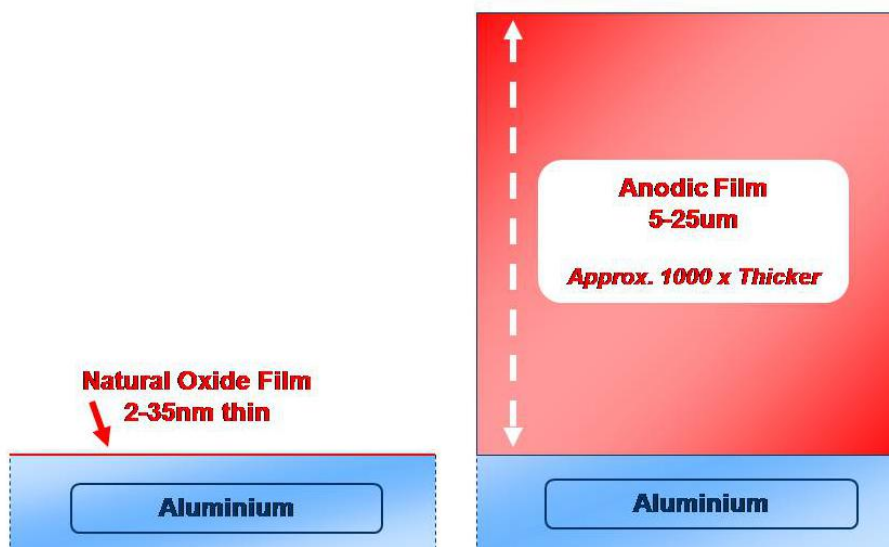 Natural Oxide Film
2-35nm thin
Aluminium
Anodic Film
5-25um
Approx. 1000 x Thicker
Aluminium